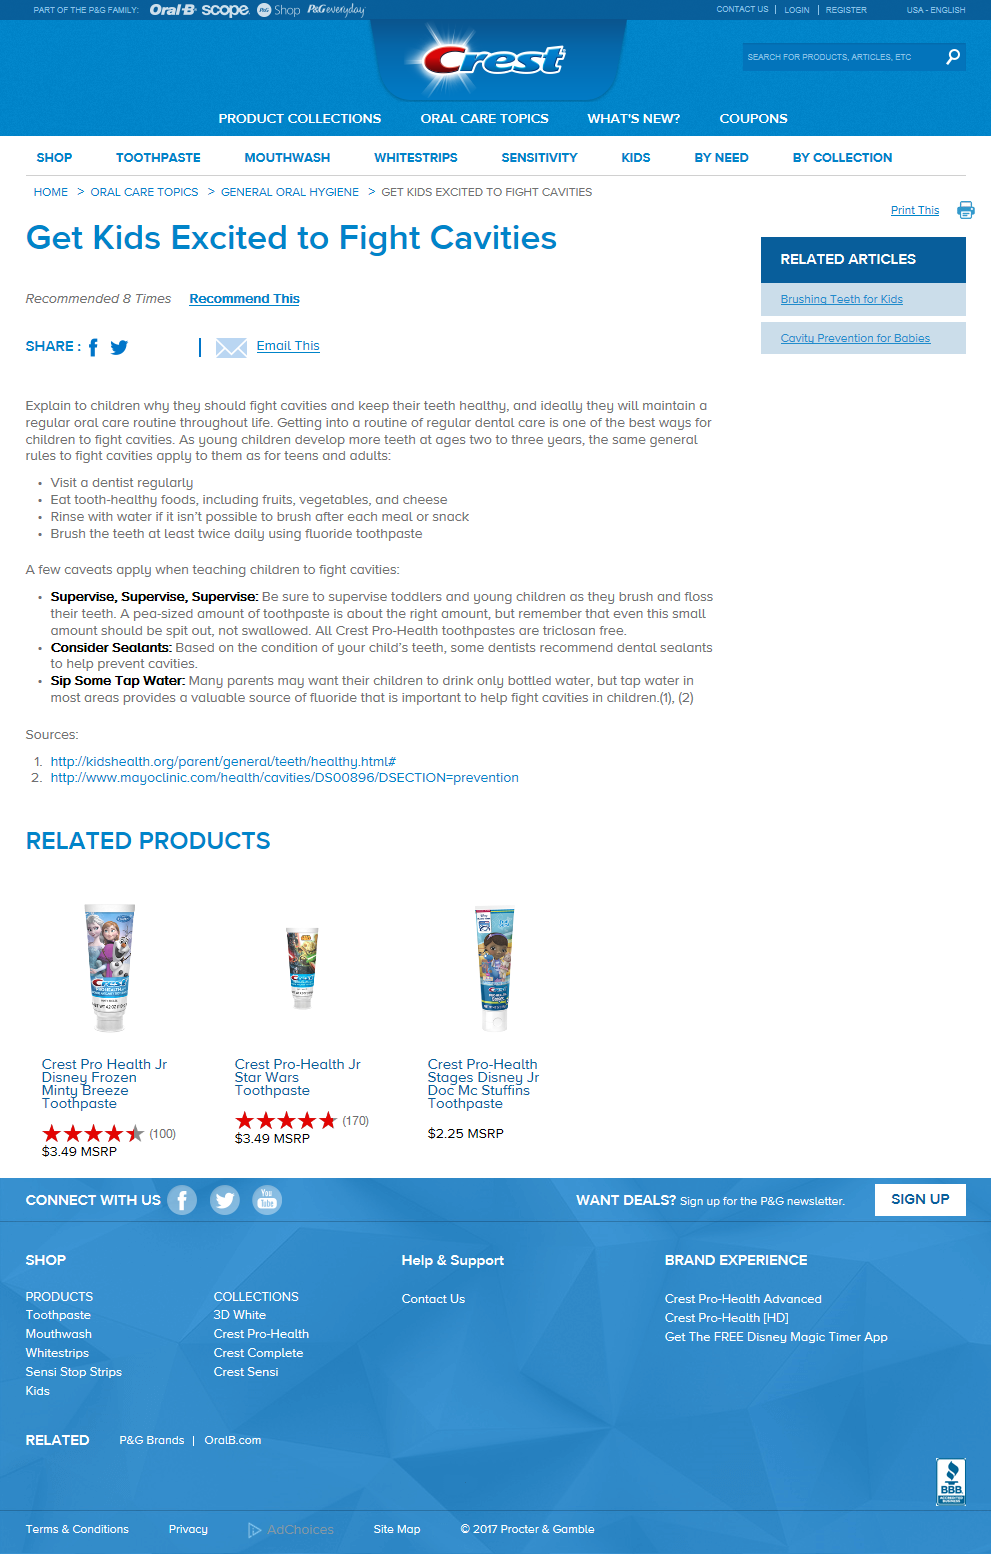 PART OF THE P&G FAMILY: Oral-B scope P&G Shop P&G everyday
CONTACT US | LOGIN | REGISTER USA - ENGLISH
Crest
SEARCH FOR PRODUCTS, ARTICLES, ETC
PRODUCT COLLECTIONS ORAL CARE TOPICS WHAT'S NEW? COUPONS
SHOP TOOTHPASTE MOUTHWASH WHITESTRIPS SENSITIVITY KIDS BY NEED BY COLLECTION
HOME > ORAL CARE TOPICS > GENERAL ORAL HYGIENE > GET KIDS EXCITED TO FIGHT CAVITIES
Print This
Get Kids Excited to Fight Cavities
RELATED ARTICLES
Brushing Teeth for Kids
Cavity Prevention for Babies
Recommended 8 Times Recommend This
SHARE : | Email This
Explain to children why they should fight cavities and keep their teeth healthy, and ideally they will maintain a
regular oral care routine throughout life. Getting into a routine of regular dental care is one of the best ways for
children to fight cavities. As young children develop more teeth at ages two to three years, the same general
rules to fight cavities apply to them as for teens and adults:
• Visit a dentist regularly
• Eat tooth-healthy foods, including fruits, vegetables, and cheese
• Rinse with water if it isn't possible to brush after each meal or snack
• Brush the teeth at least twice daily using fluoride toothpaste
A few caveats apply when teaching children to fight cavities:
• Supervise, Supervise, Supervise: Be sure to supervise toddlers and young children as they brush and floss
their teeth. A pea-sized amount of toothpaste is about the right amount, but remember that even this small
amount should be spit out, not swallowed. All Crest Pro-Health toothpastes are triclosan free.
• Consider Sealants: Based on the condition of your child's teeth, some dentists recommend dental sealants
to help prevent cavities.
• Sip Some Tap Water: Many parents may want their children to drink only bottled water, but tap water in
most areas provides a valuable source of fluoride that is important to help fight cavities in children.(1), (2)
Sources:
1. http://kidshealth.org/parent/general/teeth/healthy.html#
2. http://www.mayoclinic.com/health/cavities/DS00896/DSECTION=prevention
RELATED PRODUCTS
Crest
Crest
Crest
Crest Pro Health Jr
Disney Frozen
Minty Breeze
Toothpaste
(100)
$3.49 MSRP
Crest Pro-Health Jr
Star Wars
Toothpaste
(170)
$3.49 MSRP
Crest Pro-Health
Stages Disney Jr
Doc Mc Stuffins
Toothpaste
$2.25 MSRP
CONNECT WITH US You Tube
WANT DEALS? Sign up for the P&G newsletter. SIGN UP
SHOP
PRODUCTS
Toothpaste
Mouthwash
Whitestrips
Sensi Stop Strips
Kids
COLLECTIONS
3D White
Crest Pro-Health
Crest Complete
Crest Sensi
Help & Support
Contact Us
BRAND EXPERIENCE
Crest Pro-Health Advanced
Crest Pro-Health [HD]
Get The FREE Disney Magic Timer App
RELATED P&G Brands | OralB.com
BBB
ACCREDITED
BUSINESS
Terms & Conditions Privacy AdChoices Site Map © 2017 Procter & Gamble